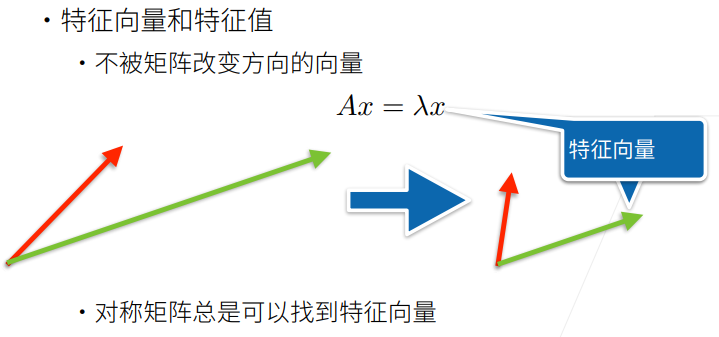 • 特征向量和特征值
• 不被矩阵改变方向的向量
Ax = λx
特征向量
• 对称矩阵总是可以找到特征向量